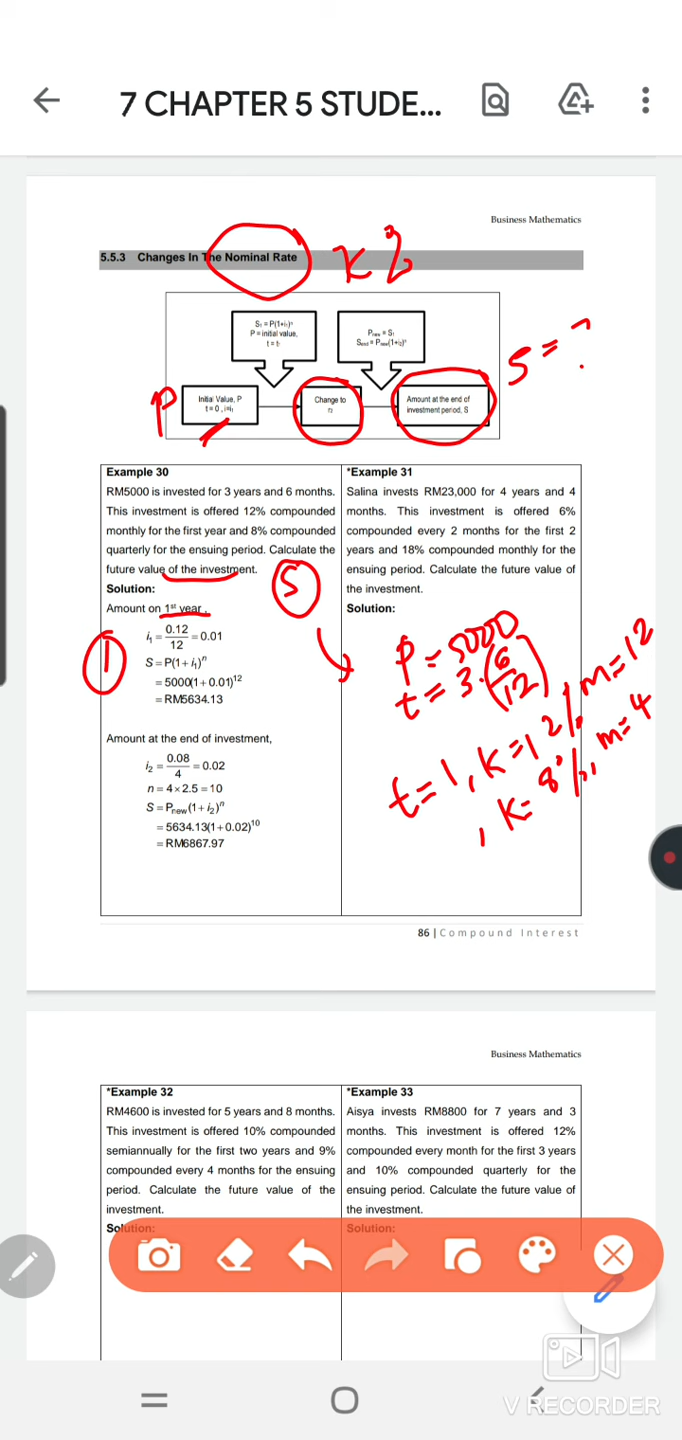 7 CHAPTER 5 STUDE...
Business Mathematics
5.5.3 Changes In The Nominal Rate
K
S₁ = P(1+i₁)ⁿ
P = initial value,
t = t₁
Pnew = S₁
Send = Pnew(1+i₂)ⁿ
S = ?
P
Initial Value, P
t = 0, i=i₁
Change to
Amount at the end of
investment period, S
Example 30
RM5000 is invested for 3 years and 6 months.
This investment is offered 12% compounded
monthly for the first year and 8% compounded
quarterly for the ensuing period. Calculate the
future value of the investment.
S
Solution:
Amount on 1st year,
1
i₁ = 0.12/12 = 0.01
S = P(1 + i₁)ⁿ
= 5000(1 + 0.01)¹²
= RM5634.13
Amount at the end of investment,
i₂ = 0.08/4 = 0.02
n = 4 × 2.5 = 10
S = Pnew(1 + i₂)ⁿ
= 5634.13(1 + 0.02)¹⁰
= RM6867.97
*Example 31
Salina invests RM23,000 for 4 years and 4
months. This investment is offered 6%
compounded every 2 months for the first 2
years and 18% compounded monthly for the
ensuing period. Calculate the future value of
the investment.
Solution:
P = 5000
t = 3 (6/12)
t = 1, K = 12%, m = 12
, K = 8%, m = 4
86 | Compound Interest
Business Mathematics
*Example 32
RM4600 is invested for 5 years and 8 months.
This investment is offered 10% compounded
semiannually for the first two years and 9%
compounded every 4 months for the ensuing
period. Calculate the future value of the
investment.
Solution:
*Example 33
Aisya invests RM8800 for 7 years and 3
months. This investment is offered 12%
compounded every month for the first 3 years
and 10% compounded quarterly for the
ensuing period. Calculate the future value of
the investment.
Solution:
V RECORDER